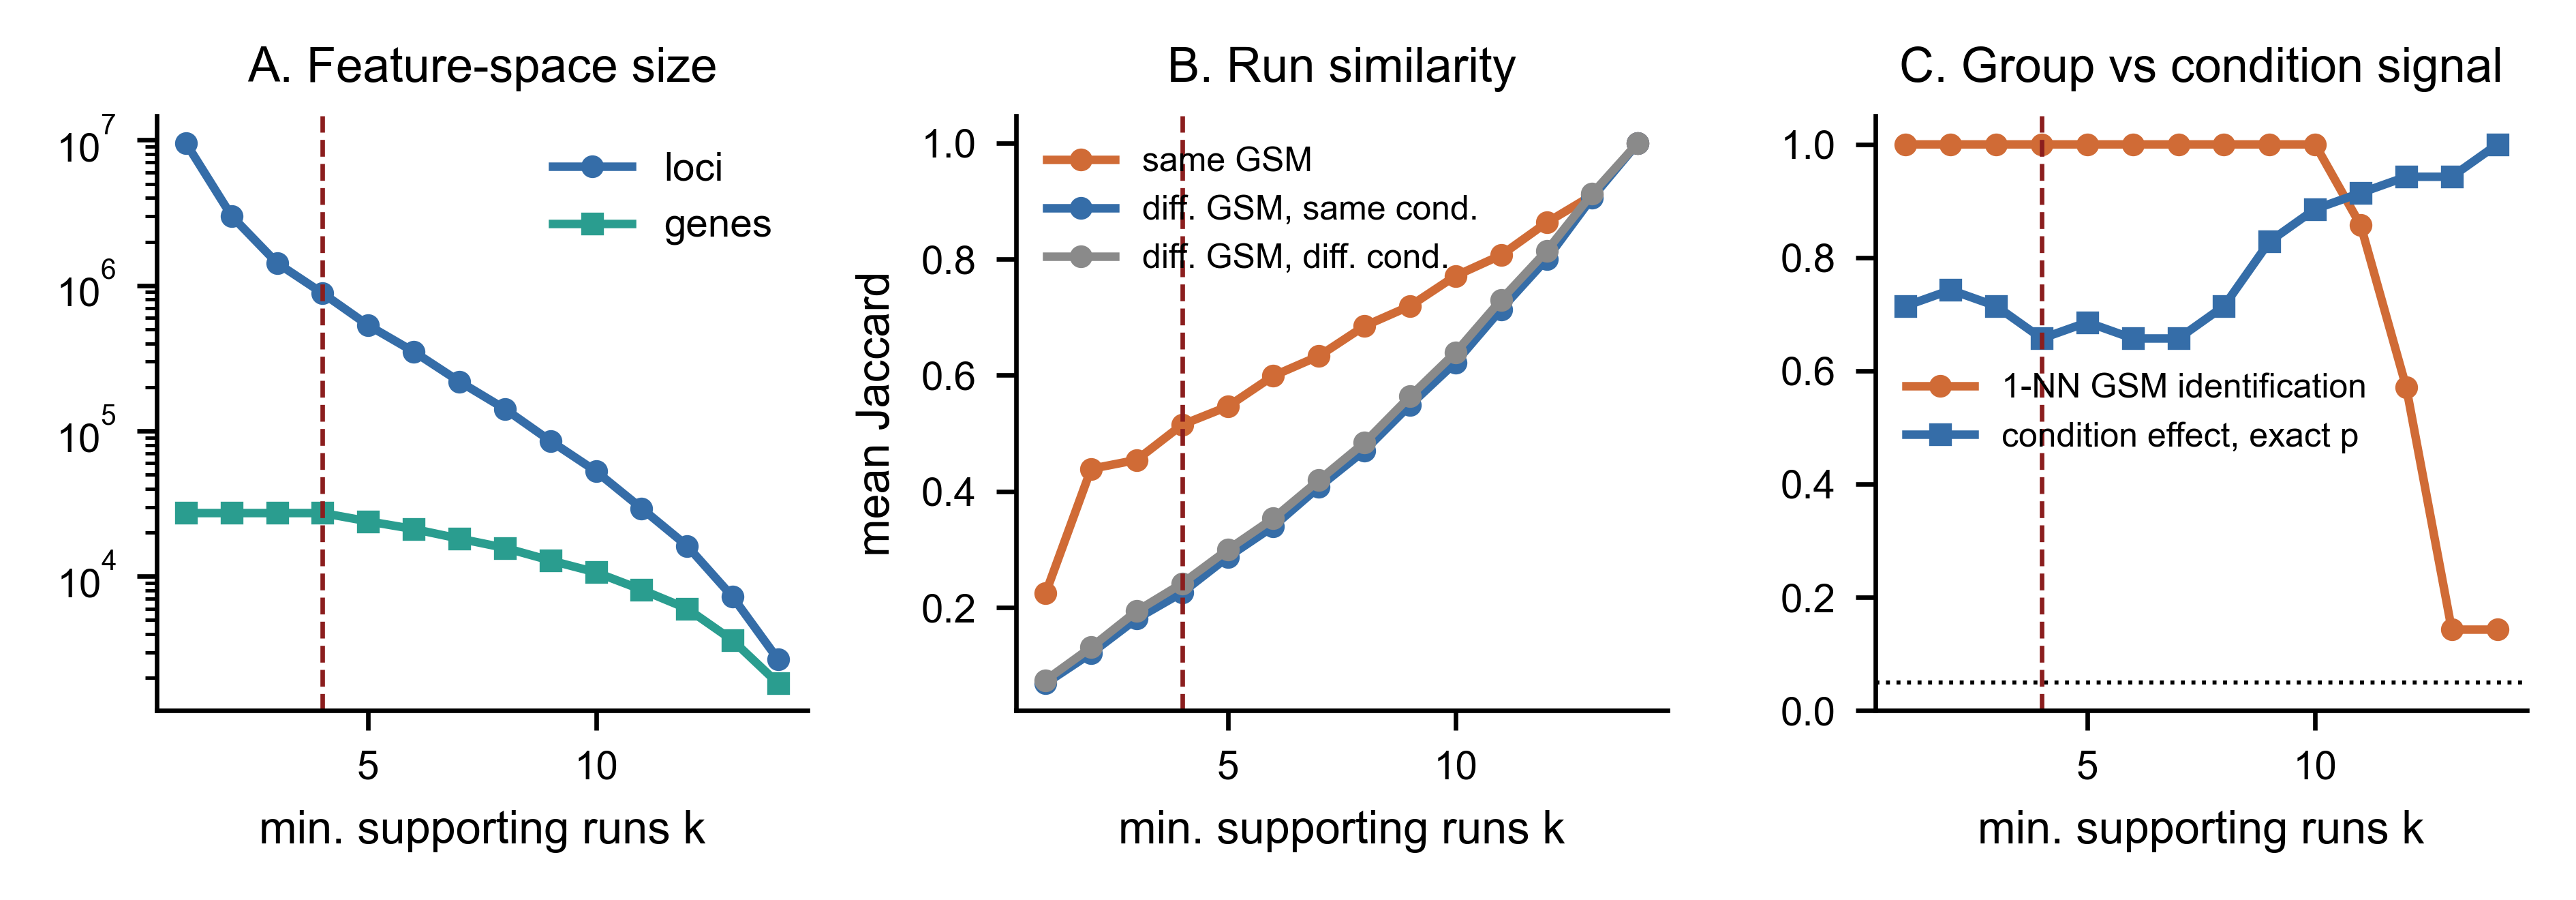 A. Feature-space size
10^7
10^6
10^5
10^4
loci
genes
5
10
min. supporting runs k
B. Run similarity
mean Jaccard
1.0
0.8
0.6
0.4
0.2
same GSM
diff. GSM, same cond.
diff. GSM, diff. cond.
5
10
min. supporting runs k
C. Group vs condition signal
1.0
0.8
0.6
0.4
0.2
0.0
1-NN GSM identification
condition effect, exact p
5
10
min. supporting runs k